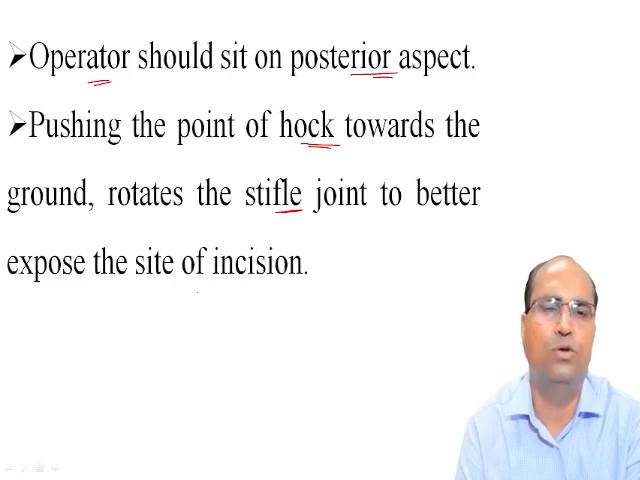 ➢Operator should sit on posterior aspect.
➢Pushing the point of hock towards the
ground, rotates the stifle joint to better
expose the site of incision.